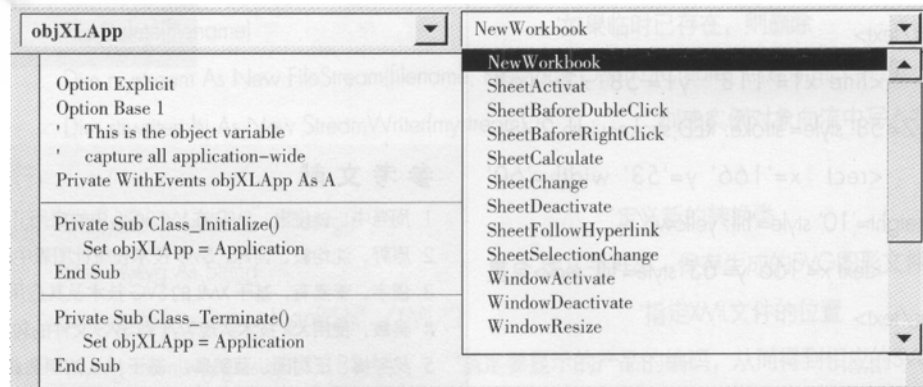 objXLApp
NewWorkbook
Option Explicit
Option Base 1
' This is the object variable
' capture all application-wide
Private WithEvents objXLApp As A
Private Sub Class_Initialize()
Set objXLApp = Application
End Sub
Private Sub Class_Terminate()
Set objXLApp = Application
End Sub
NewWorkbook
SheetActivat
SheetBaforeDubleClick
SheetBaforeRightClick
SheetCalculate
SheetChange
SheetDeactivate
SheetFollowHyperlink
SheetSelectionChange
WindowActivate
WindowDeactivate
WindowResize